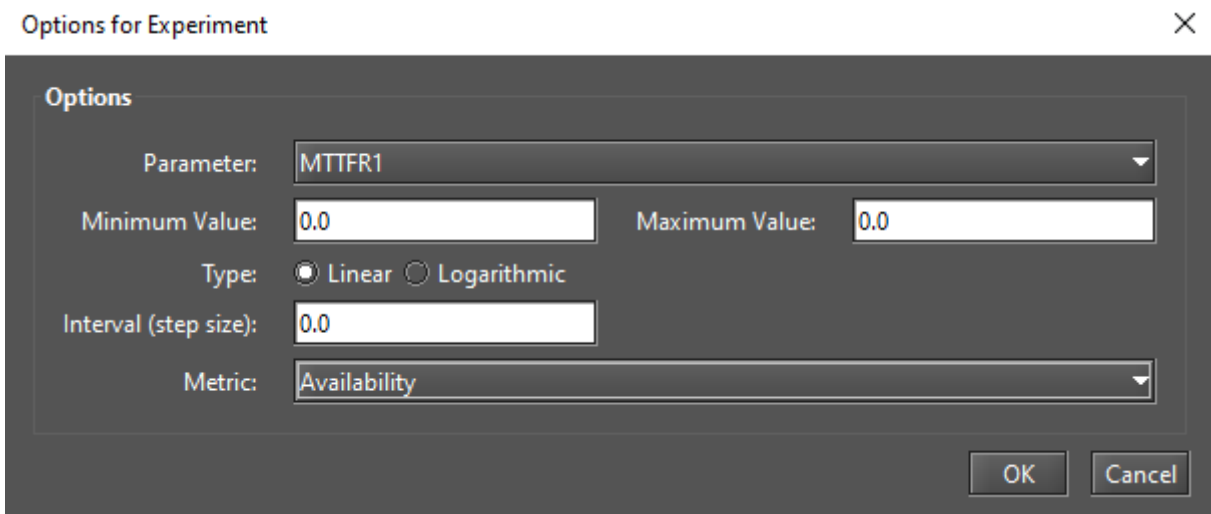 Options for Experiment
Options
Parameter: MTTFR1
Minimum Value: 0.0 Maximum Value: 0.0
Type: Linear Logarithmic
Interval (step size): 0.0
Metric: Availability
OK Cancel